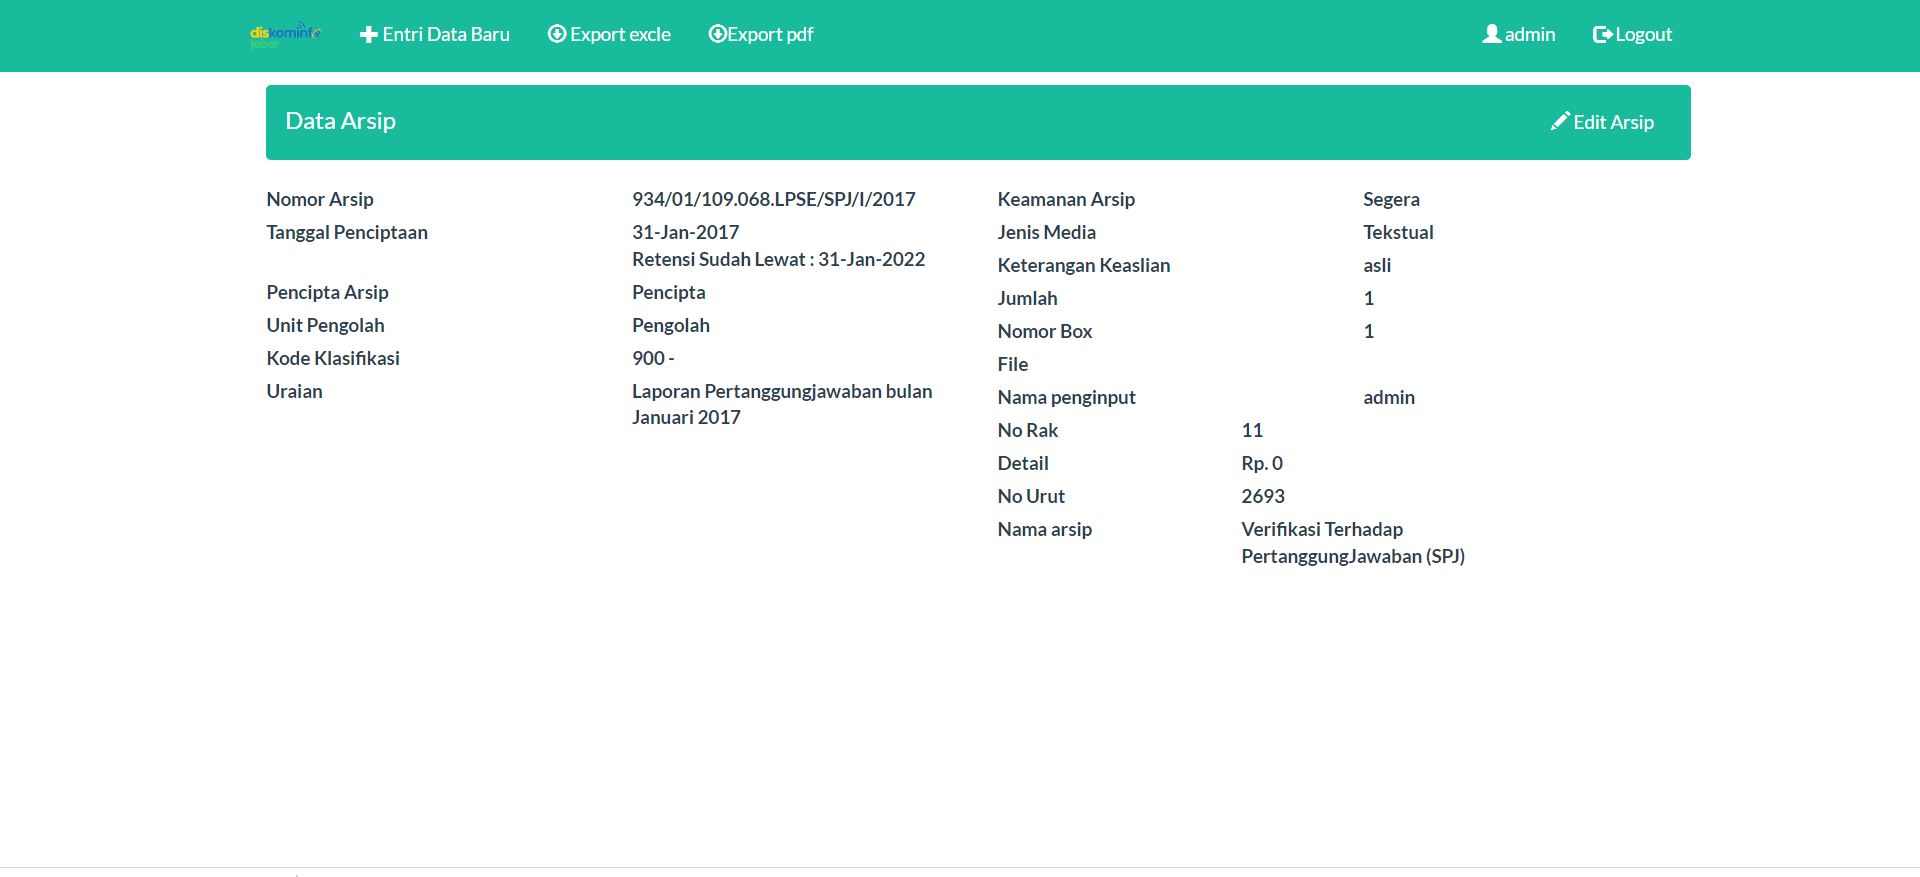 diskominfo
jabar
Entri Data Baru
Export excle
Export pdf
admin
Logout
Data Arsip
Edit Arsip
Nomor Arsip 934/01/109.068.LPSE/SPJ/I/2017
Tanggal Penciptaan 31-Jan-2017
Retensi Sudah Lewat : 31-Jan-2022
Pencipta Arsip Pencipta
Unit Pengolah Pengolah
Kode Klasifikasi 900 -
Uraian Laporan Pertanggungjawaban bulan
Januari 2017
Keamanan Arsip Segera
Jenis Media Tekstual
Keterangan Keaslian asli
Jumlah 1
Nomor Box 1
File
Nama penginput admin
No Rak 11
Detail Rp. 0
No Urut 2693
Nama arsip Verifikasi Terhadap
PertanggungJawaban (SPJ)